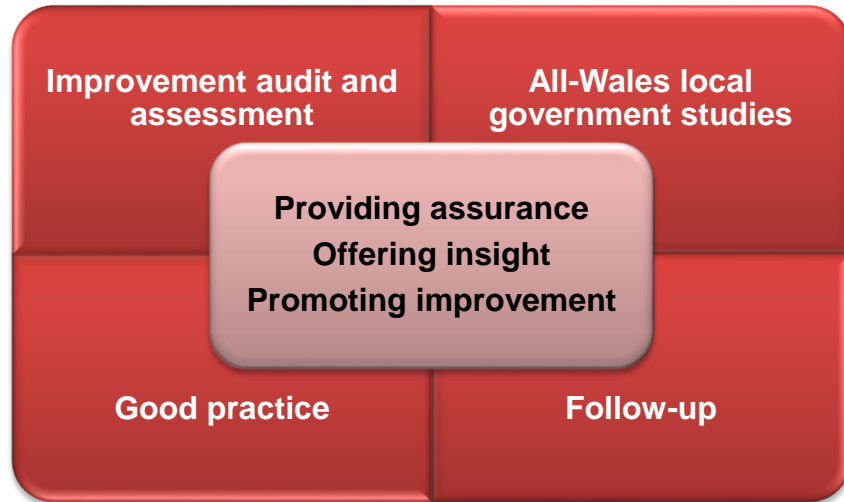 Improvement audit and
assessment
All-Wales local
government studies
Providing assurance
Offering insight
Promoting improvement
Good practice
Follow-up